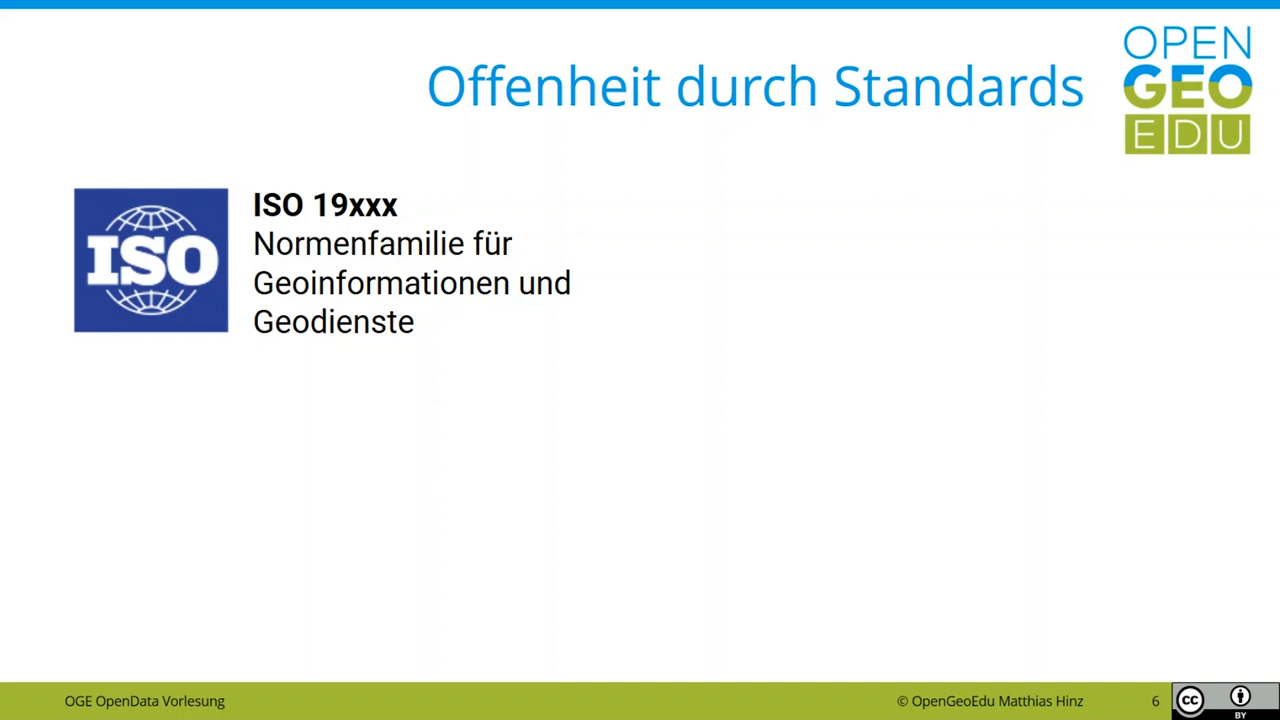 Offenheit durch Standards
OPEN
GEO
EDU
ISO
ISO 19xxx
Normenfamilie für
Geoinformationen und
Geodienste
OGE OpenData Vorlesung
© OpenGeoEdu Matthias Hinz
6
cc
BY